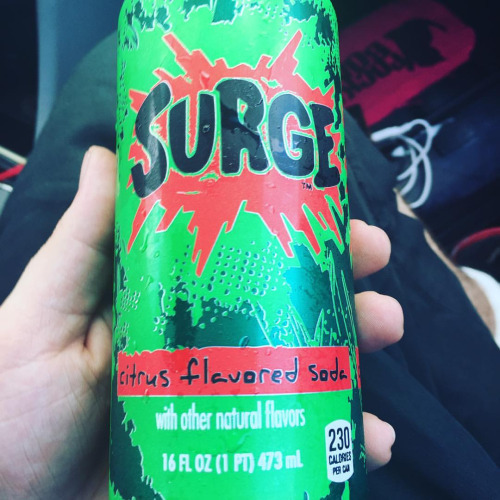 SURGE
TM
citrus flavored soda
with other natural flavors
16 FL OZ (1 PT) 473 mL
230
CALORIES
PER CAN